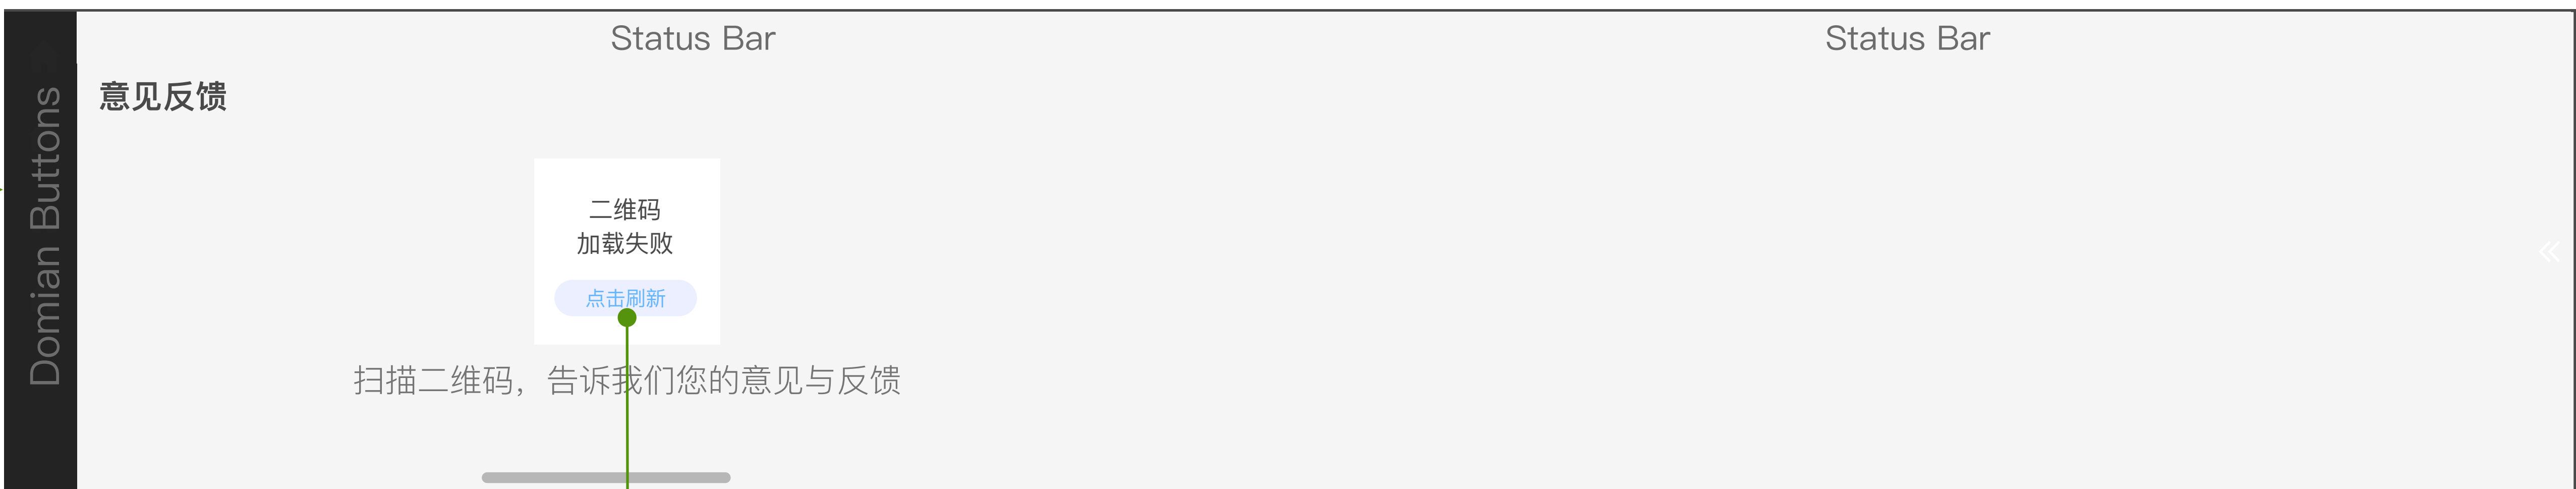 Status Bar
Status Bar
Domian Buttons
意见反馈
二维码
加载失败
点击刷新
扫描二维码，告诉我们您的意见与反馈